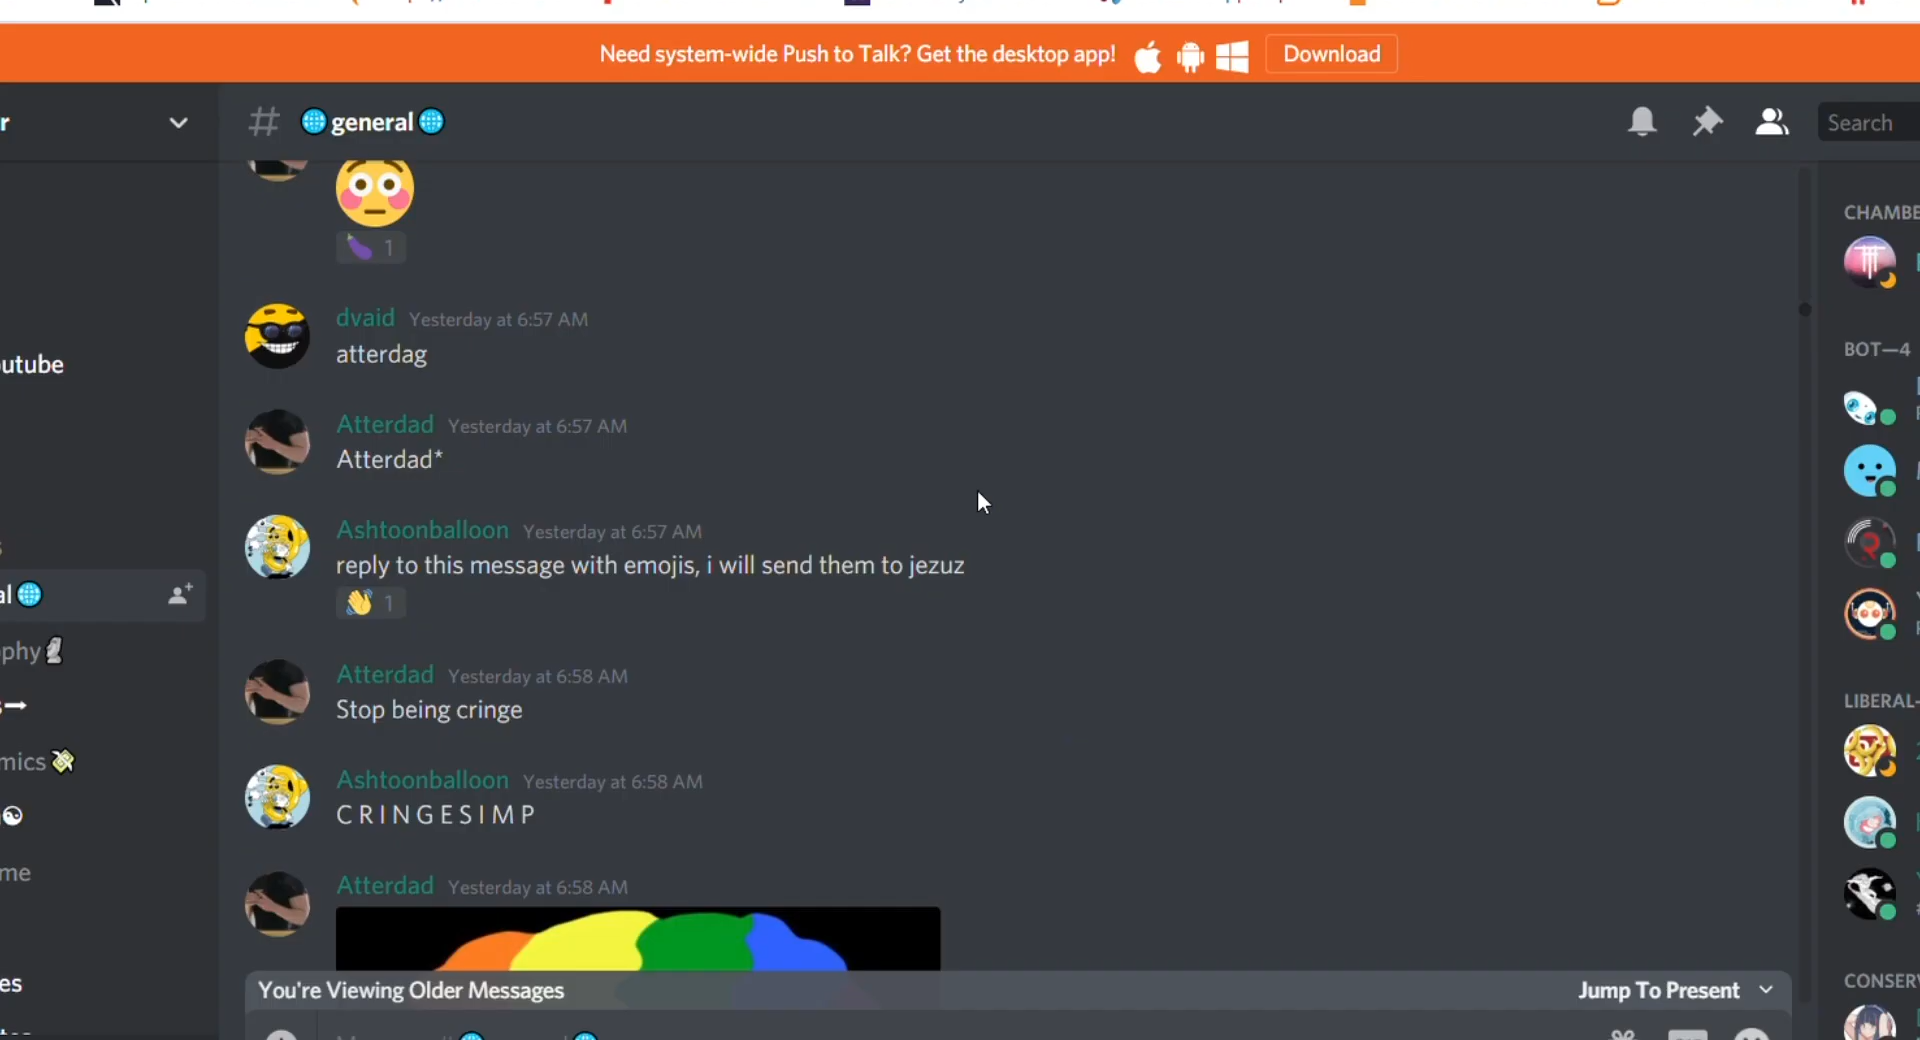 Need system-wide Push to Talk? Get the desktop app! Download
r
# general
Search
1
CHAMBE
dvaid Yesterday at 6:57 AM
atterdag
BOT—4
outube
Atterdad Yesterday at 6:57 AM
Atterdad*
Ashtoonballoon Yesterday at 6:57 AM
reply to this message with emojis, i will send them to jezuz
1
al
phy
Atterdad Yesterday at 6:58 AM
Stop being cringe
LIBERAL-
mics
Ashtoonballoon Yesterday at 6:58 AM
C R I N G E S I M P
me
Atterdad Yesterday at 6:58 AM
es
You're Viewing Older Messages
Jump To Present
CONSERV